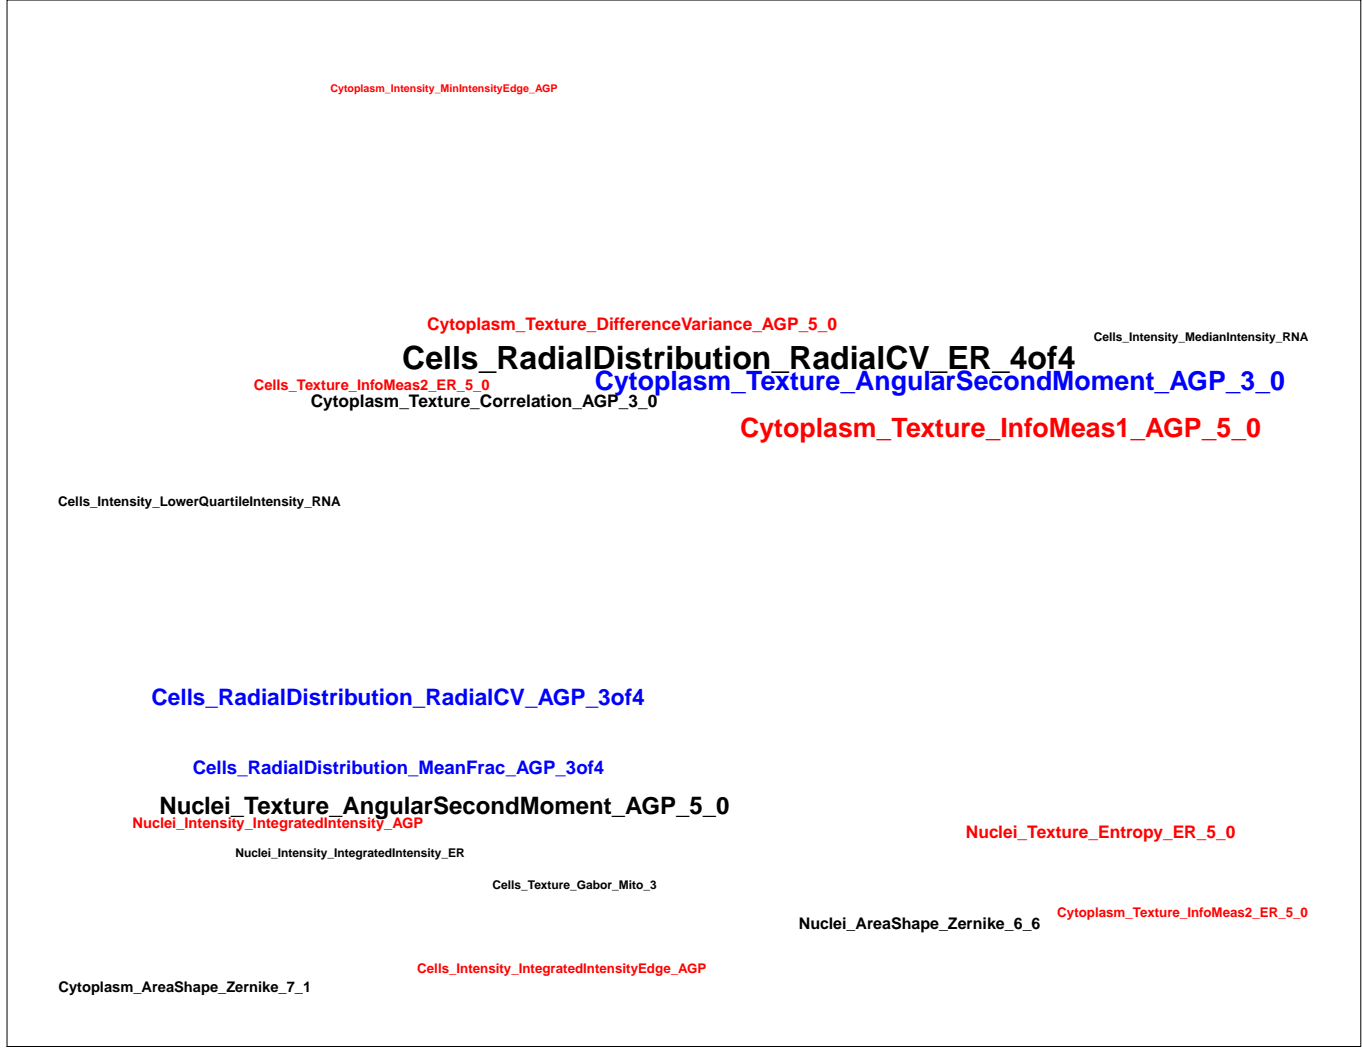 Cytoplasm_Intensity_MinIntensityEdge_AGP
Cytoplasm_Texture_DifferenceVariance_AGP_5_0
Cells_Intensity_MedianIntensity_RNA
Cells_RadialDistribution_RadialCV_ER_4of4
Cytoplasm_Texture_AngularSecondMoment_AGP_3_0
Cells_Texture_InfoMeas2_ER_5_0
Cytoplasm_Texture_Correlation_AGP_3_0
Cytoplasm_Texture_InfoMeas1_AGP_5_0
Cells_Intensity_LowerQuartileIntensity_RNA
Cells_RadialDistribution_RadialCV_AGP_3of4
Cells_RadialDistribution_MeanFrac_AGP_3of4
Nuclei_Texture_AngularSecondMoment_AGP_5_0
Nuclei_Intensity_IntegratedIntensity_AGP
Nuclei_Texture_Entropy_ER_5_0
Nuclei_Intensity_IntegratedIntensity_ER
Cells_Texture_Gabor_Mito_3
Cytoplasm_Texture_InfoMeas2_ER_5_0
Nuclei_AreaShape_Zernike_6_6
Cells_Intensity_IntegratedIntensityEdge_AGP
Cytoplasm_AreaShape_Zernike_7_1